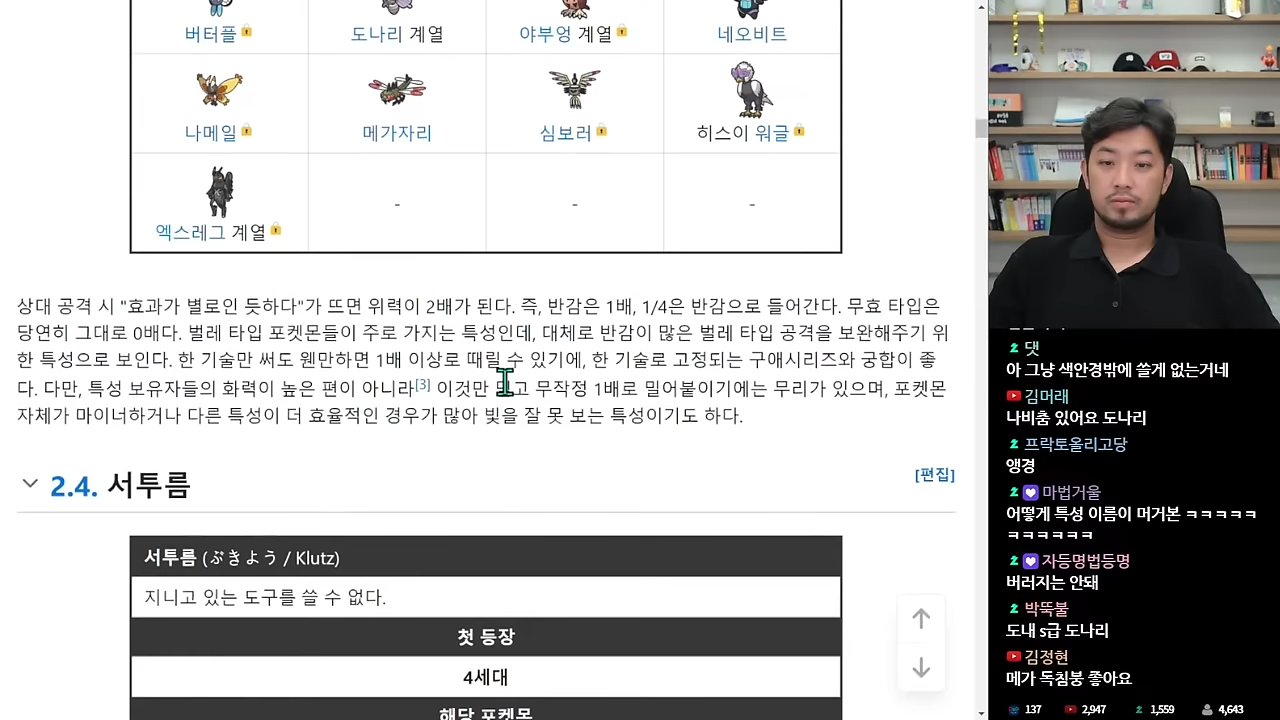 버터플
도나리 계열
야부엉 계열
네오비트
나메일
메가자리
심보러
히스이 워글
-
-
-
엑스레그 계열
상대 공격 시 "효과가 별로인 듯하다"가 뜨면 위력이 2배가 된다. 즉, 반감은 1배, 1/4은 반감으로 들어간다. 무효 타입은
당연히 그대로 0배다. 벌레 타입 포켓몬들이 주로 가지는 특성인데, 대체로 반감이 많은 벌레 타입 공격을 보완해주기 위
한 특성으로 보인다. 한 기술만 써도 웬만하면 1배 이상로 때릴 수 있기에, 한 기술로 고정되는 구애시리즈와 궁합이 좋
다. 다만, 특성 보유자들의 화력이 높은 편이 아니라[3] 이것만 고 무작정 1배로 밀어붙이기에는 무리가 있으며, 포켓몬
자체가 마이너하거나 다른 특성이 더 효율적인 경우가 많아 빛을 잘 못 보는 특성이기도 하다.
2.4. 서투름
[편집]
서투름 (ぶきよう / Klutz)
지니고 있는 도구를 쓸 수 없다.
첫 등장
4세대
해당 포켓몬
댓
아 그냥 색안경밖에 쓸게 없는거네
김머래
나비춤 있어요 도나리
프락토올리고당
앵경
마법거울
어떻게 특성 이름이 머거본 ㅋㅋㅋㅋㅋ
ㅋㅋㅋㅋㅋㅋ
자등명법등명
버러지는 안돼
박뚝불
도내 s급 도나리
김정현
메가 독침붕 좋아요
137
2,947
1,559
4,643